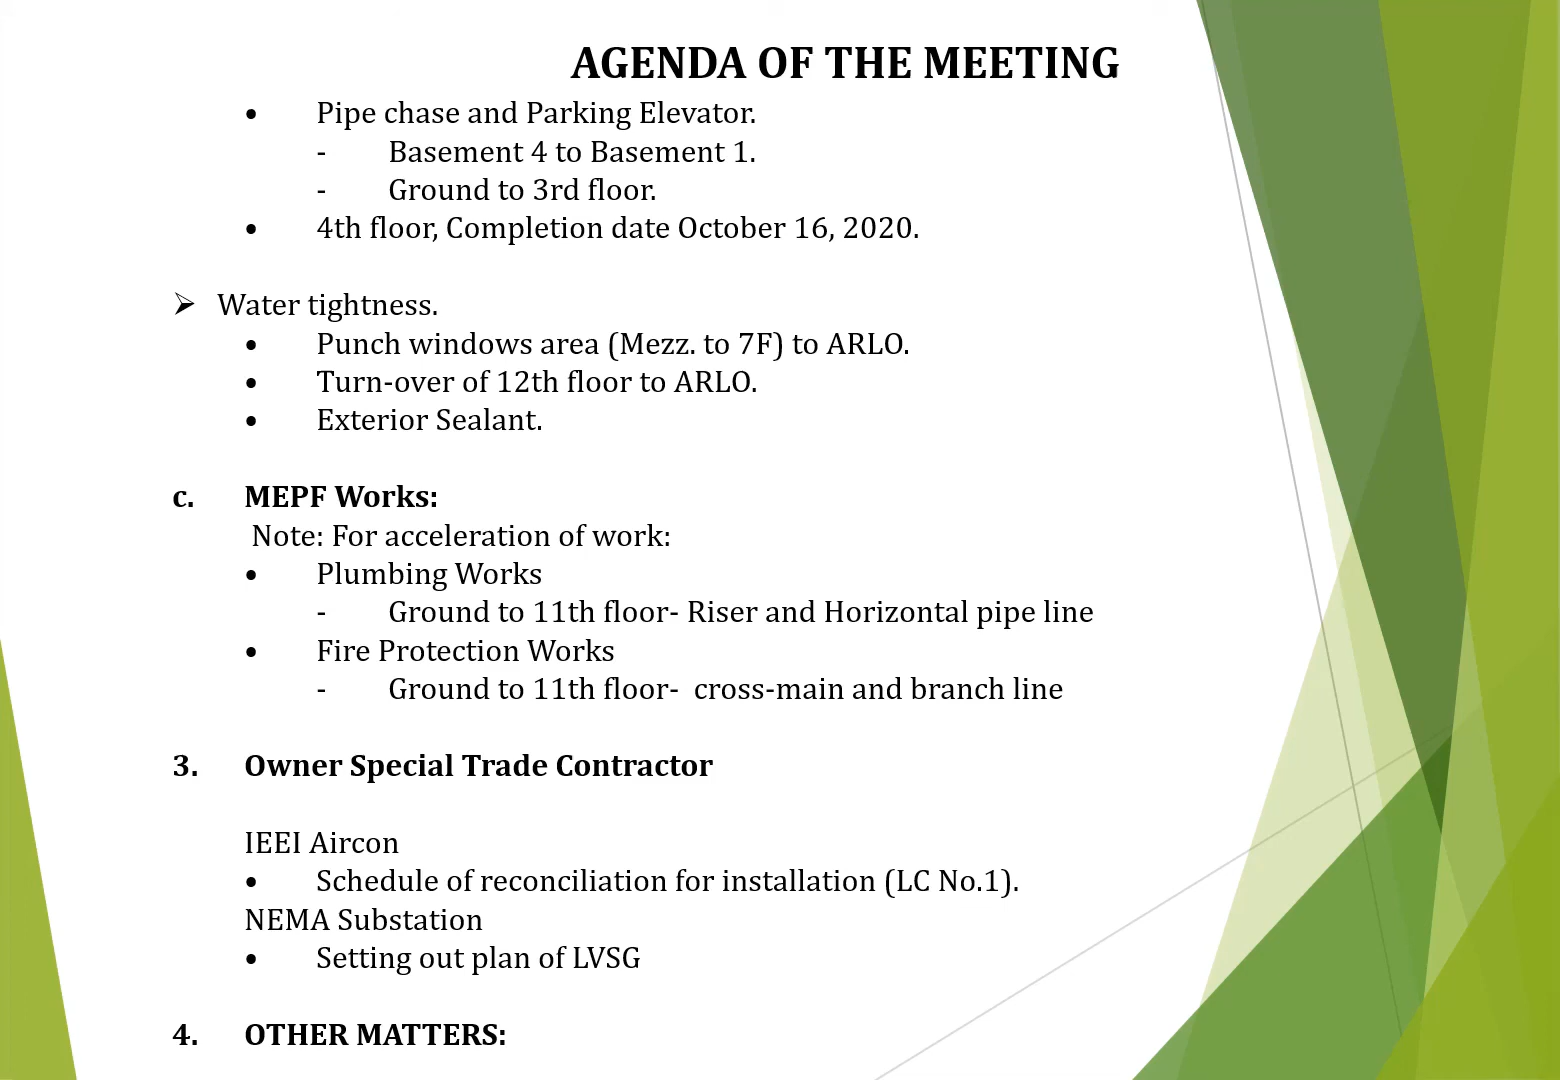 AGENDA OF THE MEETING
• Pipe chase and Parking Elevator.
- Basement 4 to Basement 1.
- Ground to 3rd floor.
• 4th floor, Completion date October 16, 2020.
➢ Water tightness.
• Punch windows area (Mezz. to 7F) to ARLO.
• Turn-over of 12th floor to ARLO.
• Exterior Sealant.
c. MEPF Works:
Note: For acceleration of work:
• Plumbing Works
- Ground to 11th floor- Riser and Horizontal pipe line
• Fire Protection Works
- Ground to 11th floor- cross-main and branch line
3. Owner Special Trade Contractor
IEEI Aircon
• Schedule of reconciliation for installation (LC No.1).
NEMA Substation
• Setting out plan of LVSG
4. OTHER MATTERS: